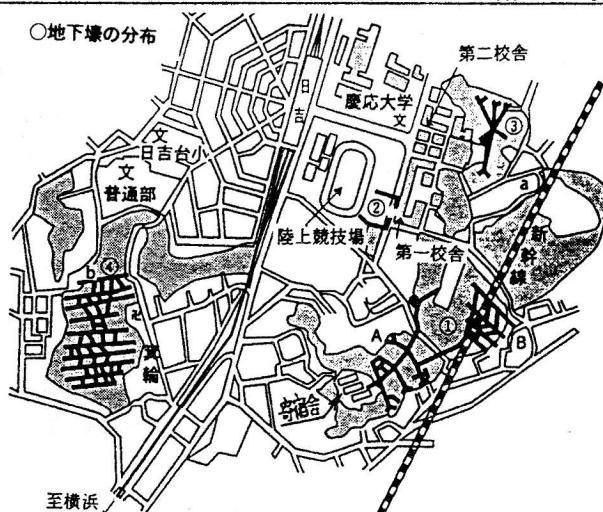 ○地下壕の分布
第二校舎
日吉
慶応大学
文
③
文
日吉台小
文
普通部
a
②
陸上競技場
第一校舎
新幹線
④
b
①
A
B
卍
箕輪
寄宿舎
至横浜